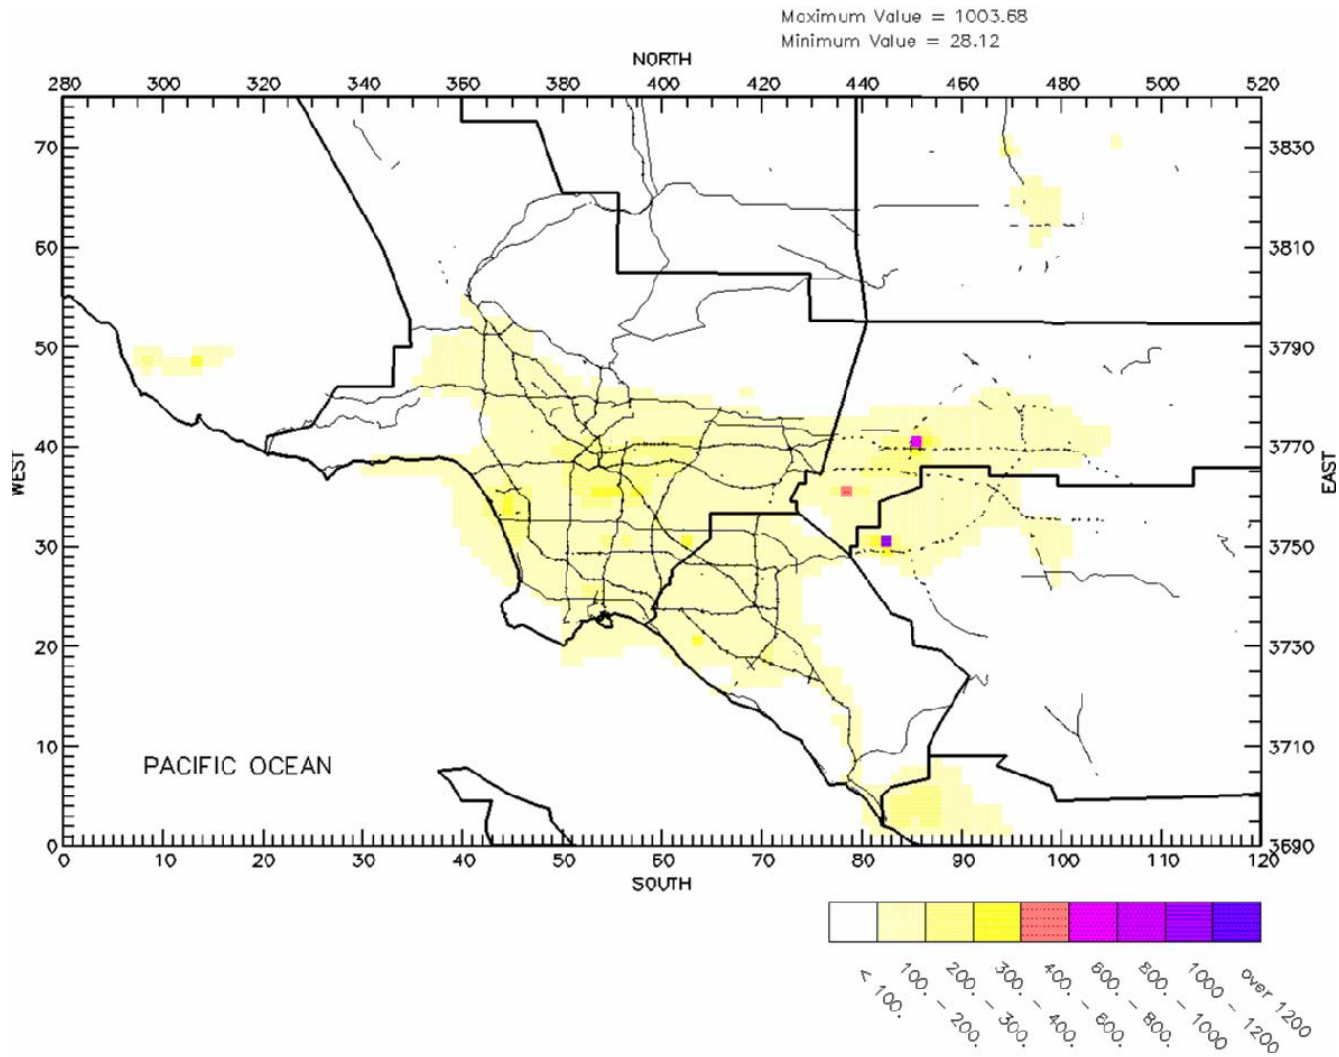 Maximum Value = 1003.68
Minimum Value = 28.12
NORTH
280 300 320 340 360 380 400 420 440 460 480 500 520
70 3830
60 3810
50 3790
40 3770
WEST EAST
30 3750
20 3730
10 3710
PACIFIC OCEAN
0 3690
0 10 20 30 40 50 60 70 80 90 100 110 120
SOUTH
< 100.
100. - 200.
200. - 300.
300. - 400.
400. - 600.
600. - 800.
800. - 1000
1000 - 1200
over 1200